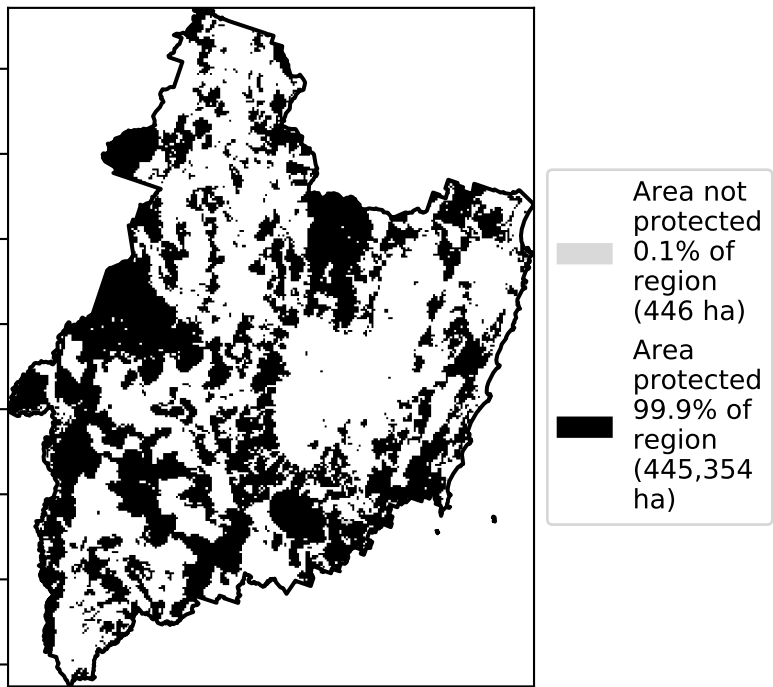 Area not
protected
0.1% of
region
(446 ha)
Area
protected
99.9% of
region
(445,354
ha)